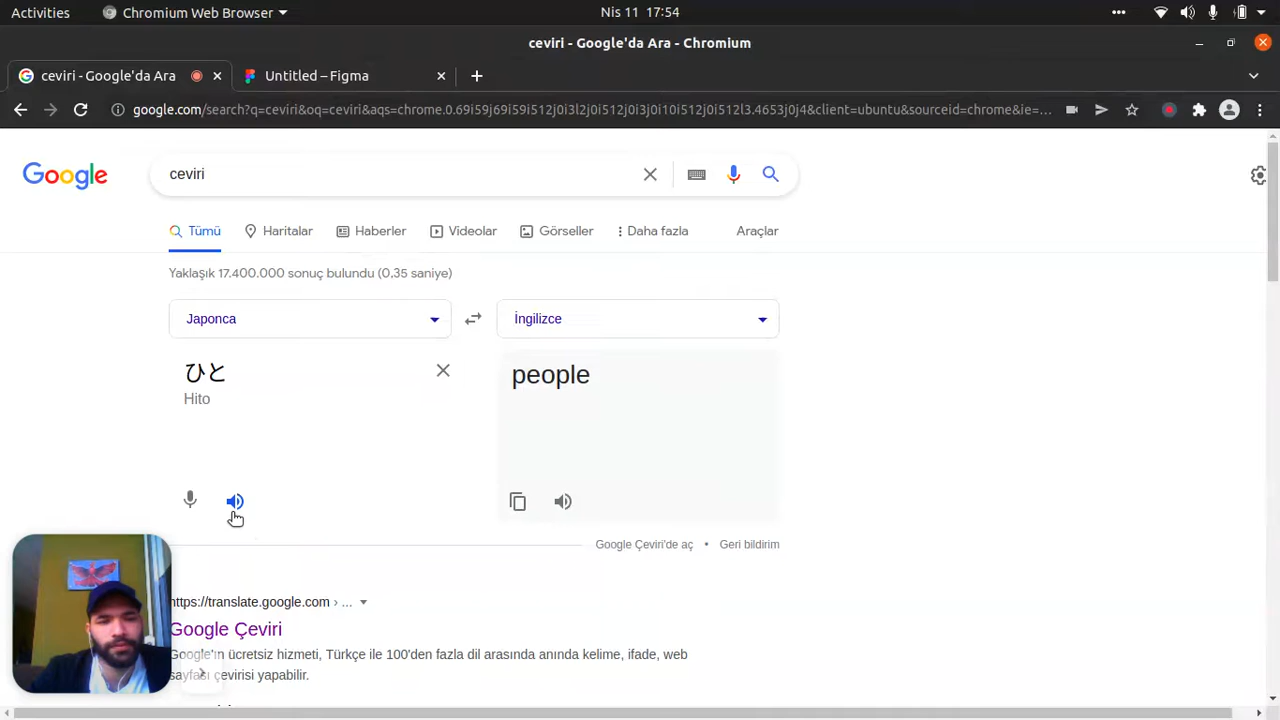 Activities Chromium Web Browser Nis 11 17:54
ceviri - Google'da Ara - Chromium
ceviri - Google'da Ara Untitled – Figma
google.com/search?q=ceviri&oq=ceviri&aqs=chrome.0.69i59j69i59i512j0i3l2j0i512j0i3j0i10i512j0i512l3.4653j0j4&client=ubuntu&sourceid=chrome&ie=...
Google ceviri
Tümü Haritalar Haberler Videolar Görseller Daha fazla Araçlar
Yaklaşık 17.400.000 sonuç bulundu (0,35 saniye)
Japonca İngilizce
ひと people
Hito
Google Çeviri'de aç • Geri bildirim
https://translate.google.com › ...
Google Çeviri
Google'ın ücretsiz hizmeti, Türkçe ile 100'den fazla dil arasında anında kelime, ifade, web
sayfası çevirisi yapabilir.